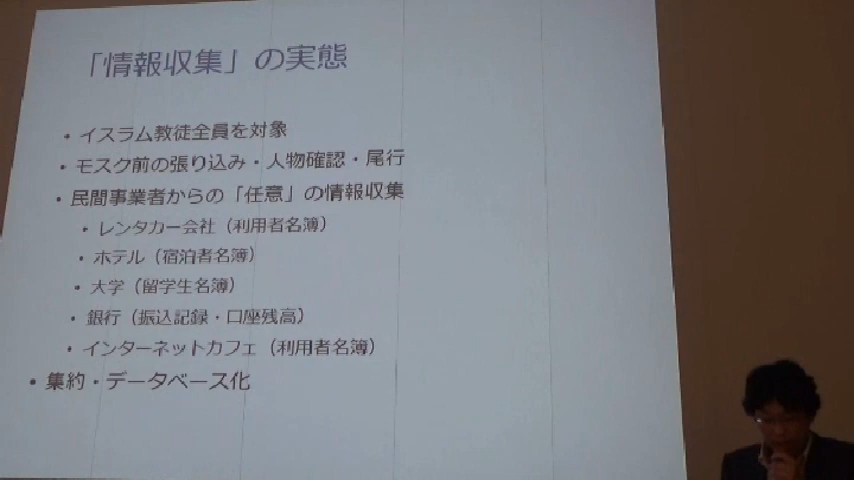 「情報収集」の実態
• イスラム教徒全員を対象
• モスク前の張り込み・人物確認・尾行
• 民間事業者からの「任意」の情報収集
• レンタカー会社（利用者名簿）
• ホテル（宿泊者名簿）
• 大学（留学生名簿）
• 銀行（振込記録・口座残高）
• インターネットカフェ（利用者名簿）
• 集約・データベース化